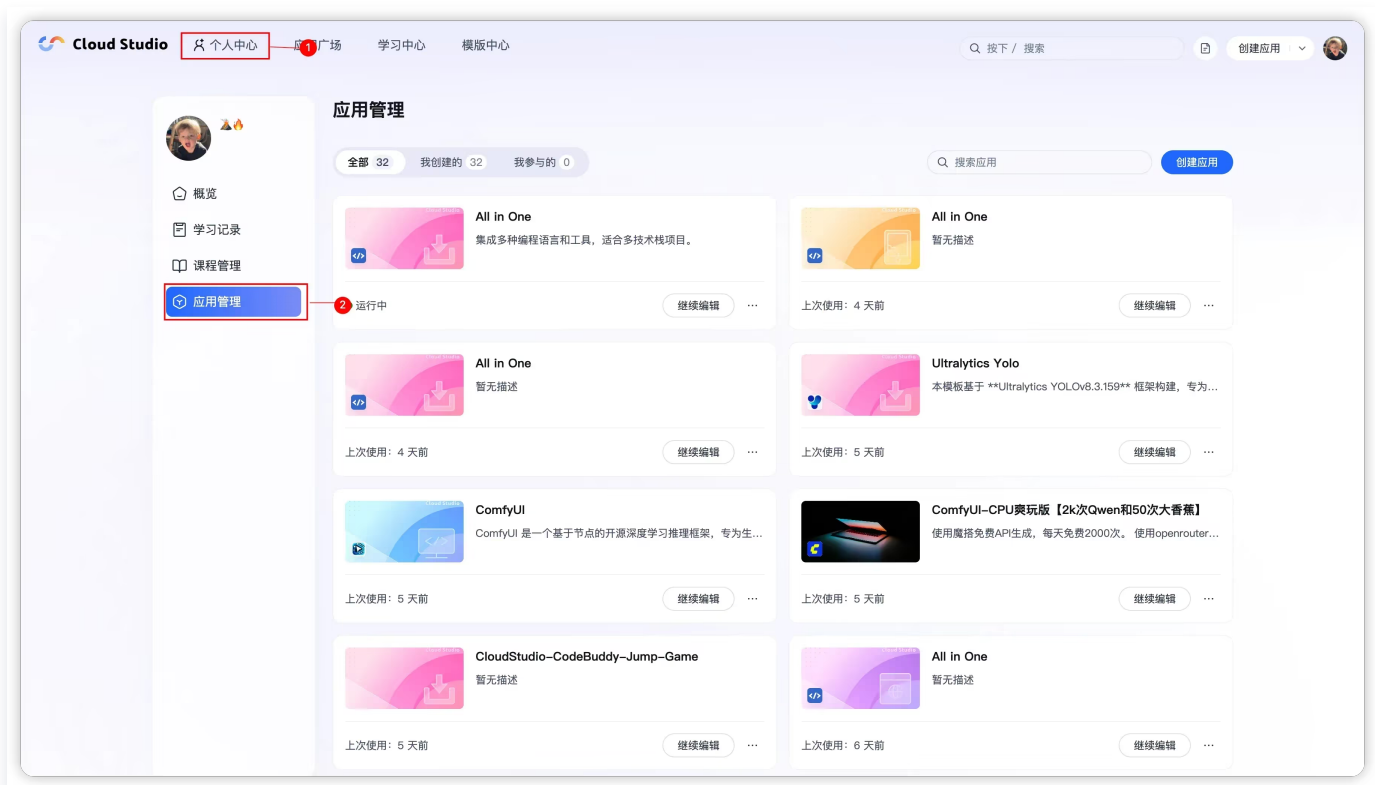 Cloud Studio 个人中心 1 应用广场 学习中心 模版中心 按下 / 搜索 创建应用
应用管理
全部 32 我创建的 32 我参与的 0 搜索应用 创建应用
概览
学习记录
课程管理
应用管理
2
All in One
集成多种编程语言和工具，适合多技术栈项目。
运行中 继续编辑 ...
All in One
暂无描述
上次使用：4 天前 继续编辑 ...
All in One
暂无描述
上次使用：4 天前 继续编辑 ...
Ultralytics Yolo
本模板基于 **Ultralytics YOLOv8.3.159** 框架构建，专为...
上次使用：5 天前 继续编辑 ...
ComfyUI
ComfyUI 是一个基于节点的开源深度学习推理框架，专为生...
上次使用：5 天前 继续编辑 ...
ComfyUI-CPU爽玩版【2k次Qwen和50次大香蕉】
使用魔搭免费API生成，每天免费2000次。 使用openrouter...
上次使用：5 天前 继续编辑 ...
CloudStudio-CodeBuddy-Jump-Game
暂无描述
上次使用：5 天前 继续编辑 ...
All in One
暂无描述
上次使用：6 天前 继续编辑 ...